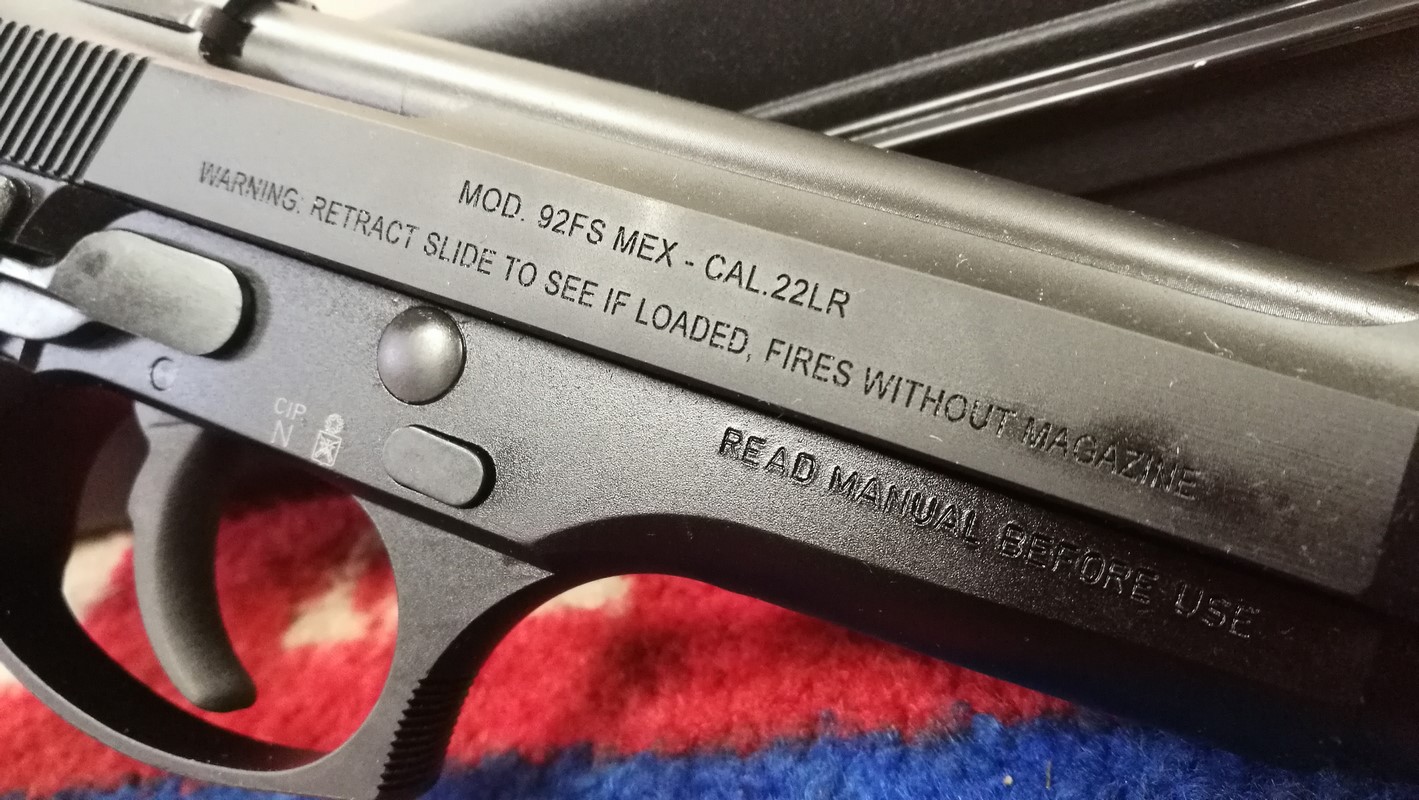 MOD. 92FS MEX - CAL.22LR
WARNING: RETRACT SLIDE TO SEE IF LOADED, FIRES WITHOUT MAGAZINE
READ MANUAL BEFORE USE
C
CIP
N